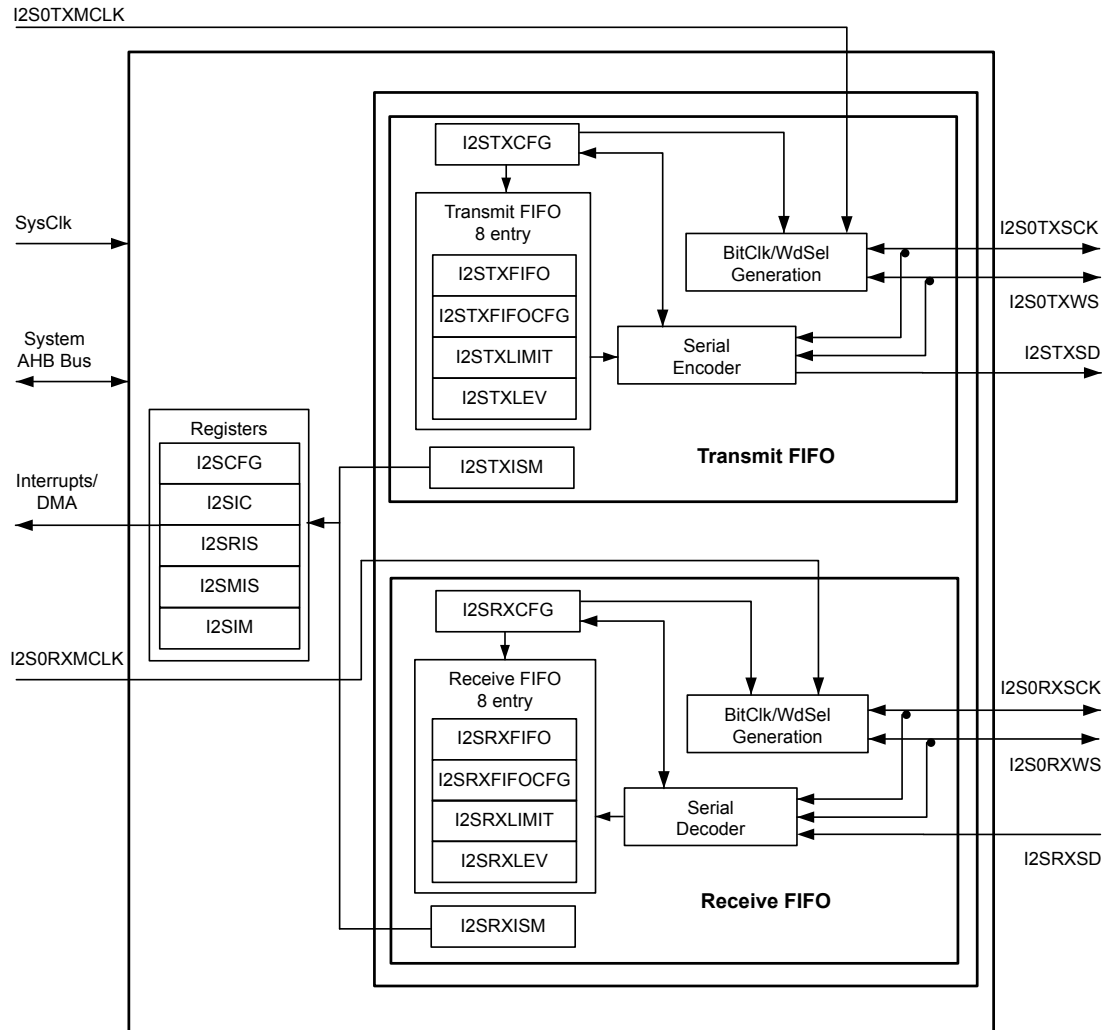 I2S0TXMCLK
I2STXCFG
Transmit FIFO
8 entry
I2STXFIFO
I2STXFIFOCFG
I2STXLIMIT
I2STXLEV
BitClk/WdSel
Generation
Serial
Encoder
I2STXISM
Transmit FIFO
SysClk
System
AHB Bus
Interrupts/
DMA
I2S0RXMCLK
Registers
I2SCFG
I2SIC
I2SRIS
I2SMIS
I2SIM
I2S0TXSCK
I2S0TXWS
I2STXSD
I2SRXCFG
Receive FIFO
8 entry
I2SRXFIFO
I2SRXFIFOCFG
I2SRXLIMIT
I2SRXLEV
BitClk/WdSel
Generation
Serial
Decoder
I2SRXISM
Receive FIFO
I2S0RXSCK
I2S0RXWS
I2SRXSD